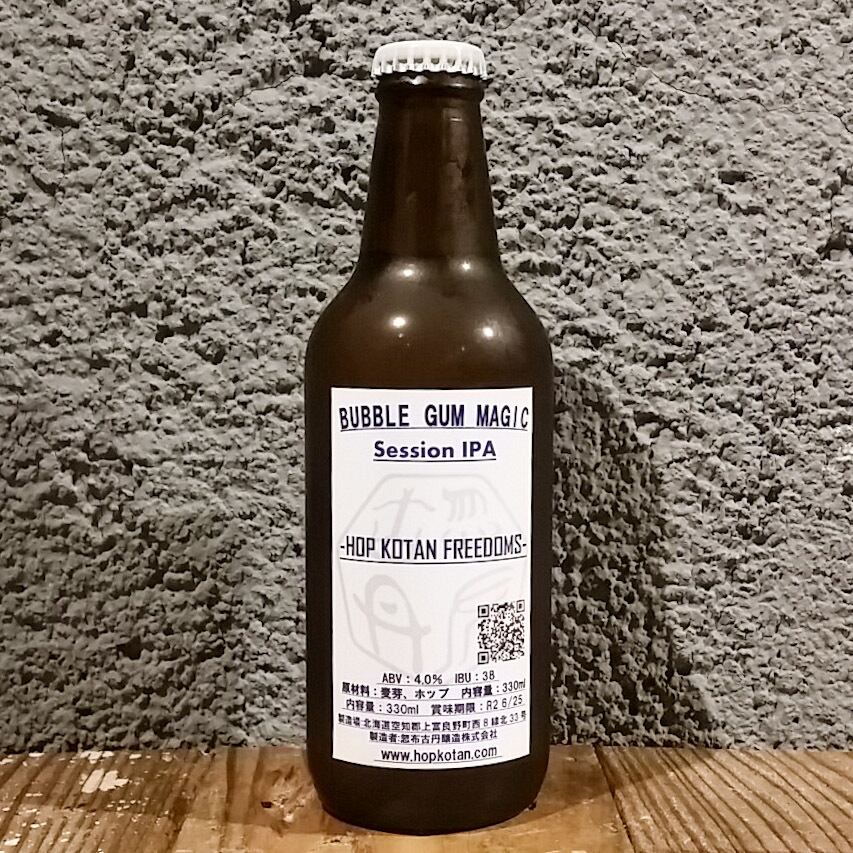 BUBBLE GUM MAGIC
Session IPA
-HOP KOTAN FREEDOMS-
ABV：4.0% IBU：38
原材料：麦芽、ホップ 内容量：330ml
内容量：330ml 賞味期限：R2 6/25
製造場:北海道空知郡上富良野町西8線北33号
製造者:忽布古丹醸造株式会社
www.hopkotan.com